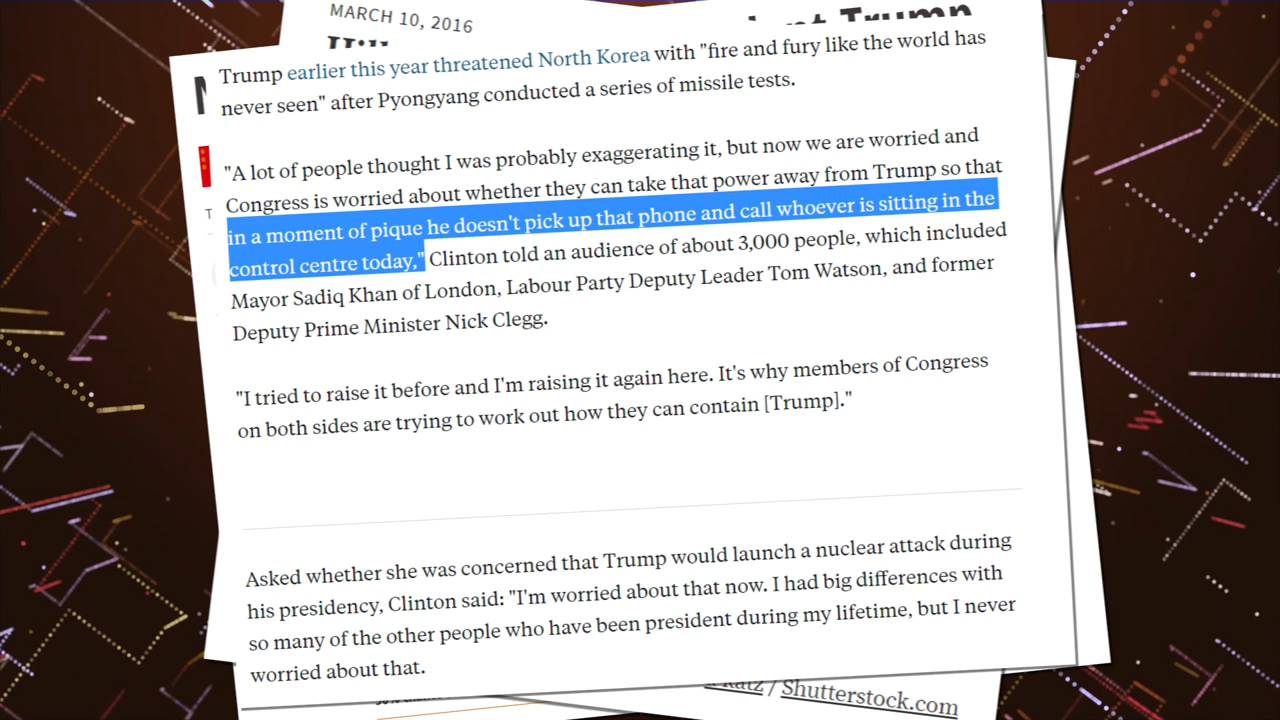 MARCH 10, 2016
Trump
Trump earlier this year threatened North Korea with "fire and fury like the world has
never seen" after Pyongyang conducted a series of missile tests.
"A lot of people thought I was probably exaggerating it, but now we are worried and
Congress is worried about whether they can take that power away from Trump so that
in a moment of pique he doesn't pick up that phone and call whoever is sitting in the
control centre today," Clinton told an audience of about 3,000 people, which included
Mayor Sadiq Khan of London, Labour Party Deputy Leader Tom Watson, and former
Deputy Prime Minister Nick Clegg.
"I tried to raise it before and I'm raising it again here. It's why members of Congress
on both sides are trying to work out how they can contain [Trump]."
Asked whether she was concerned that Trump would launch a nuclear attack during
his presidency, Clinton said: "I'm worried about that now. I had big differences with
so many of the other people who have been president during my lifetime, but I never
worried about that.
/ Shutterstock.com